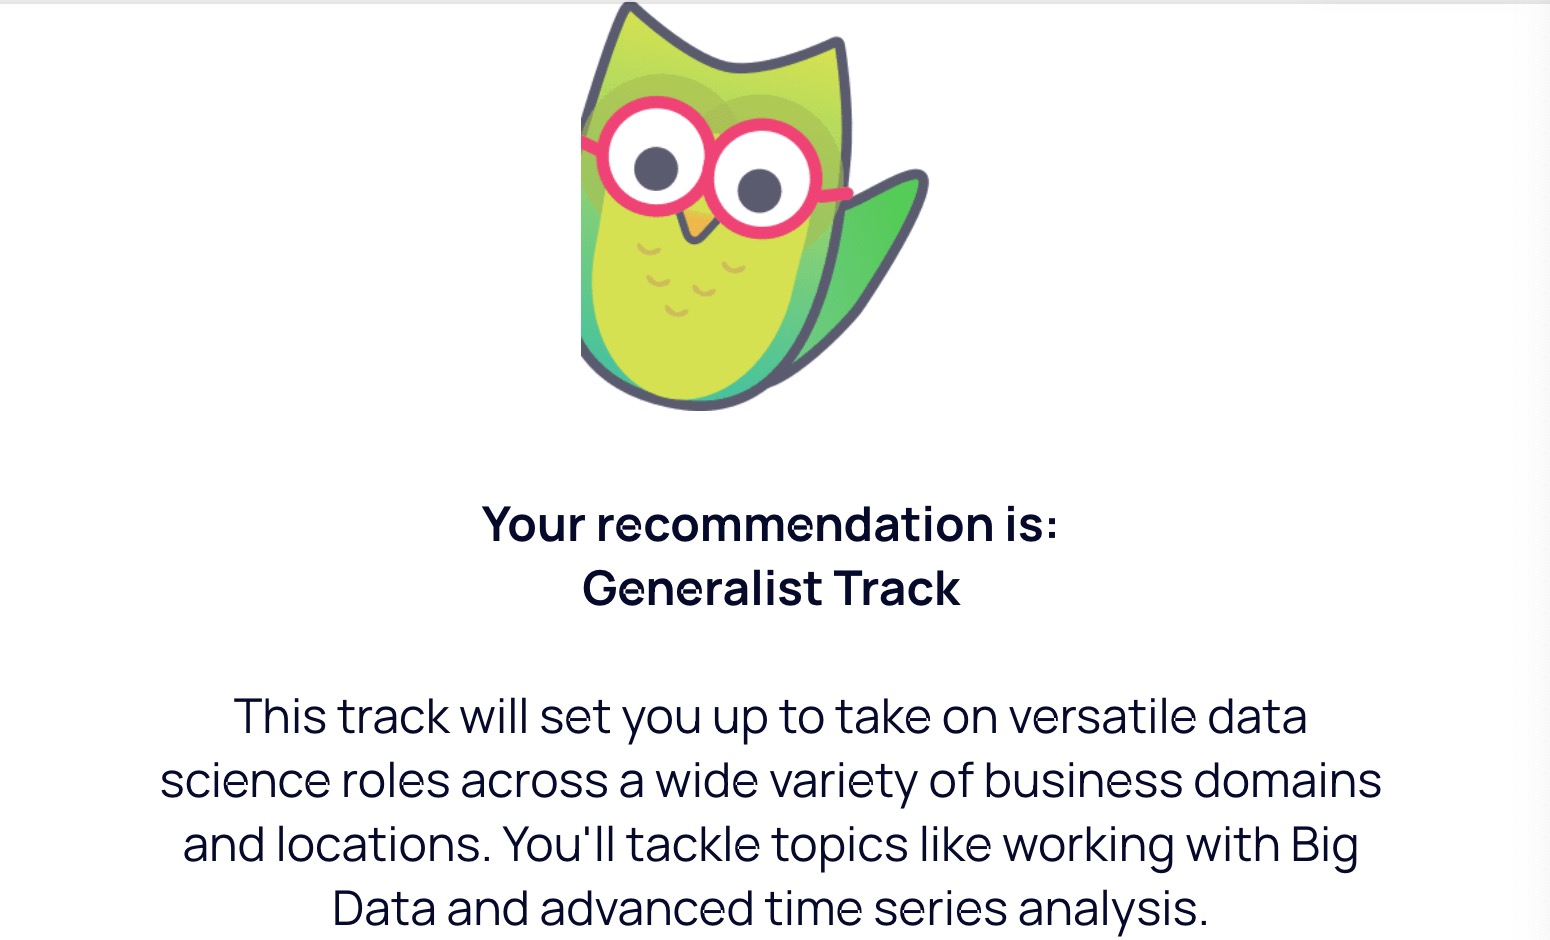 Your recommendation is:
Generalist Track
This track will set you up to take on versatile data
science roles across a wide variety of business domains
and locations. You'll tackle topics like working with Big
Data and advanced time series analysis.